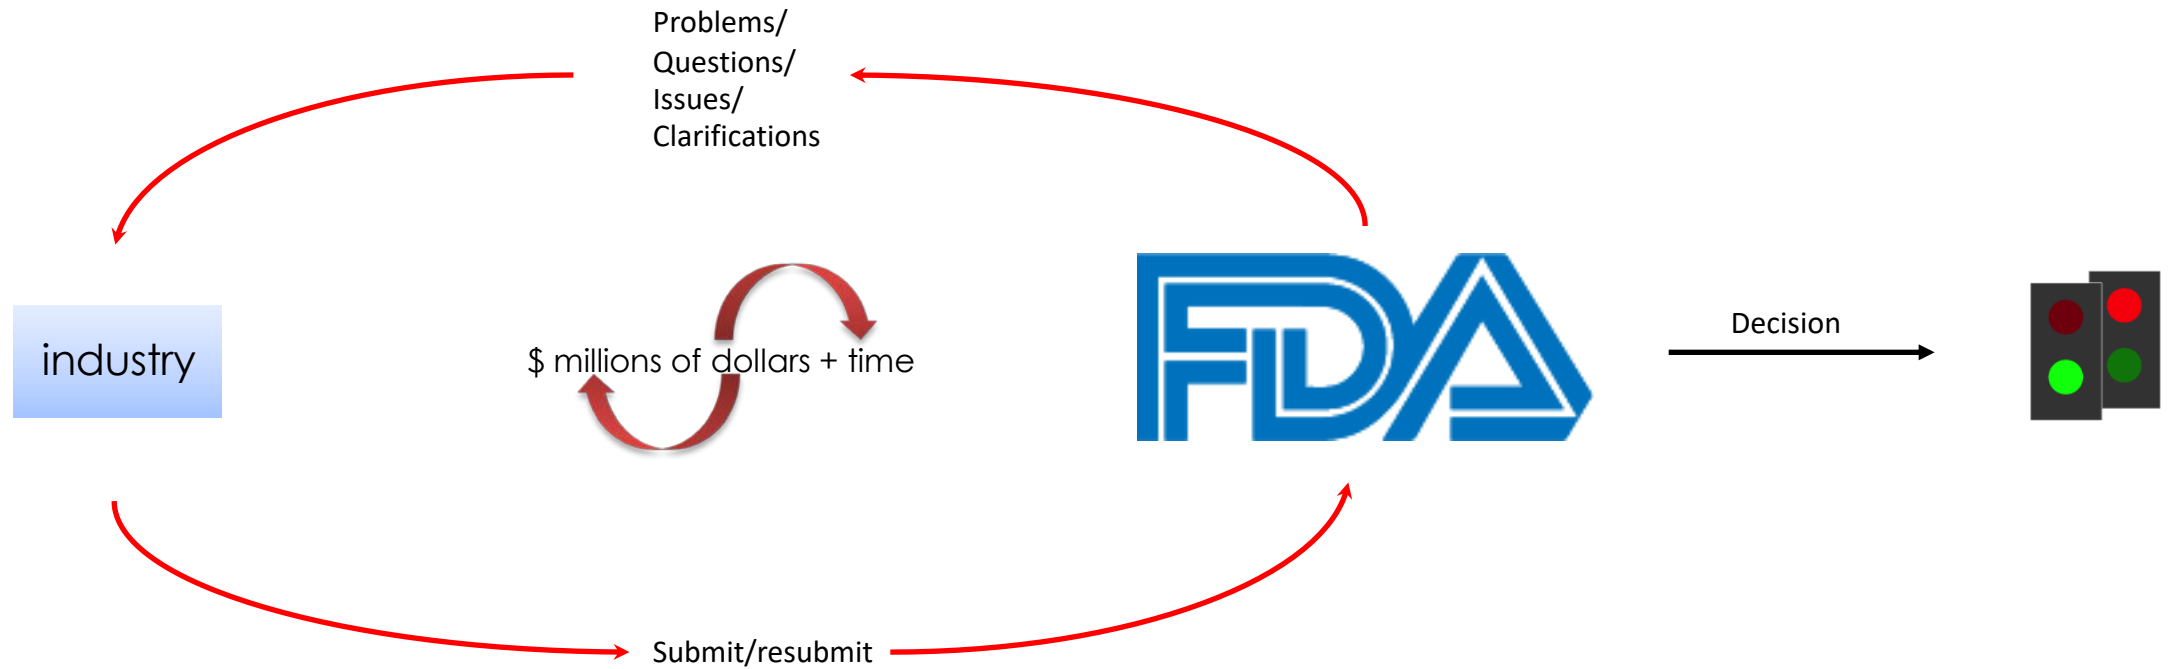 Problems/
Questions/
Issues/
Clarifications
industry
$ millions of dollars + time
FDA
Decision
Submit/resubmit